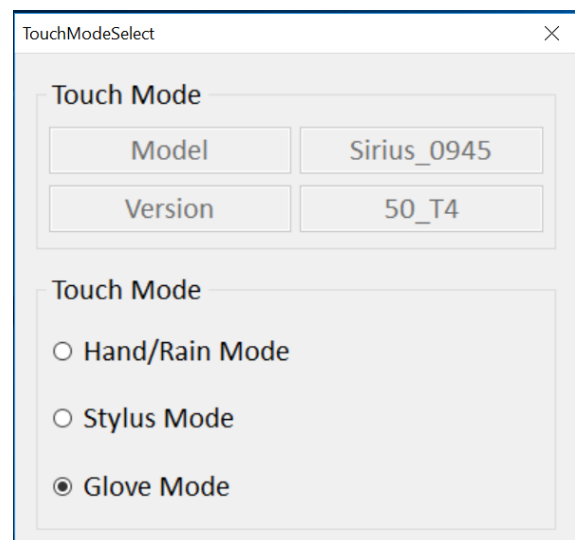 TouchModeSelect
Touch Mode
Model
Sirius_0945
Version
50_T4
Touch Mode
Hand/Rain Mode
Stylus Mode
Glove Mode